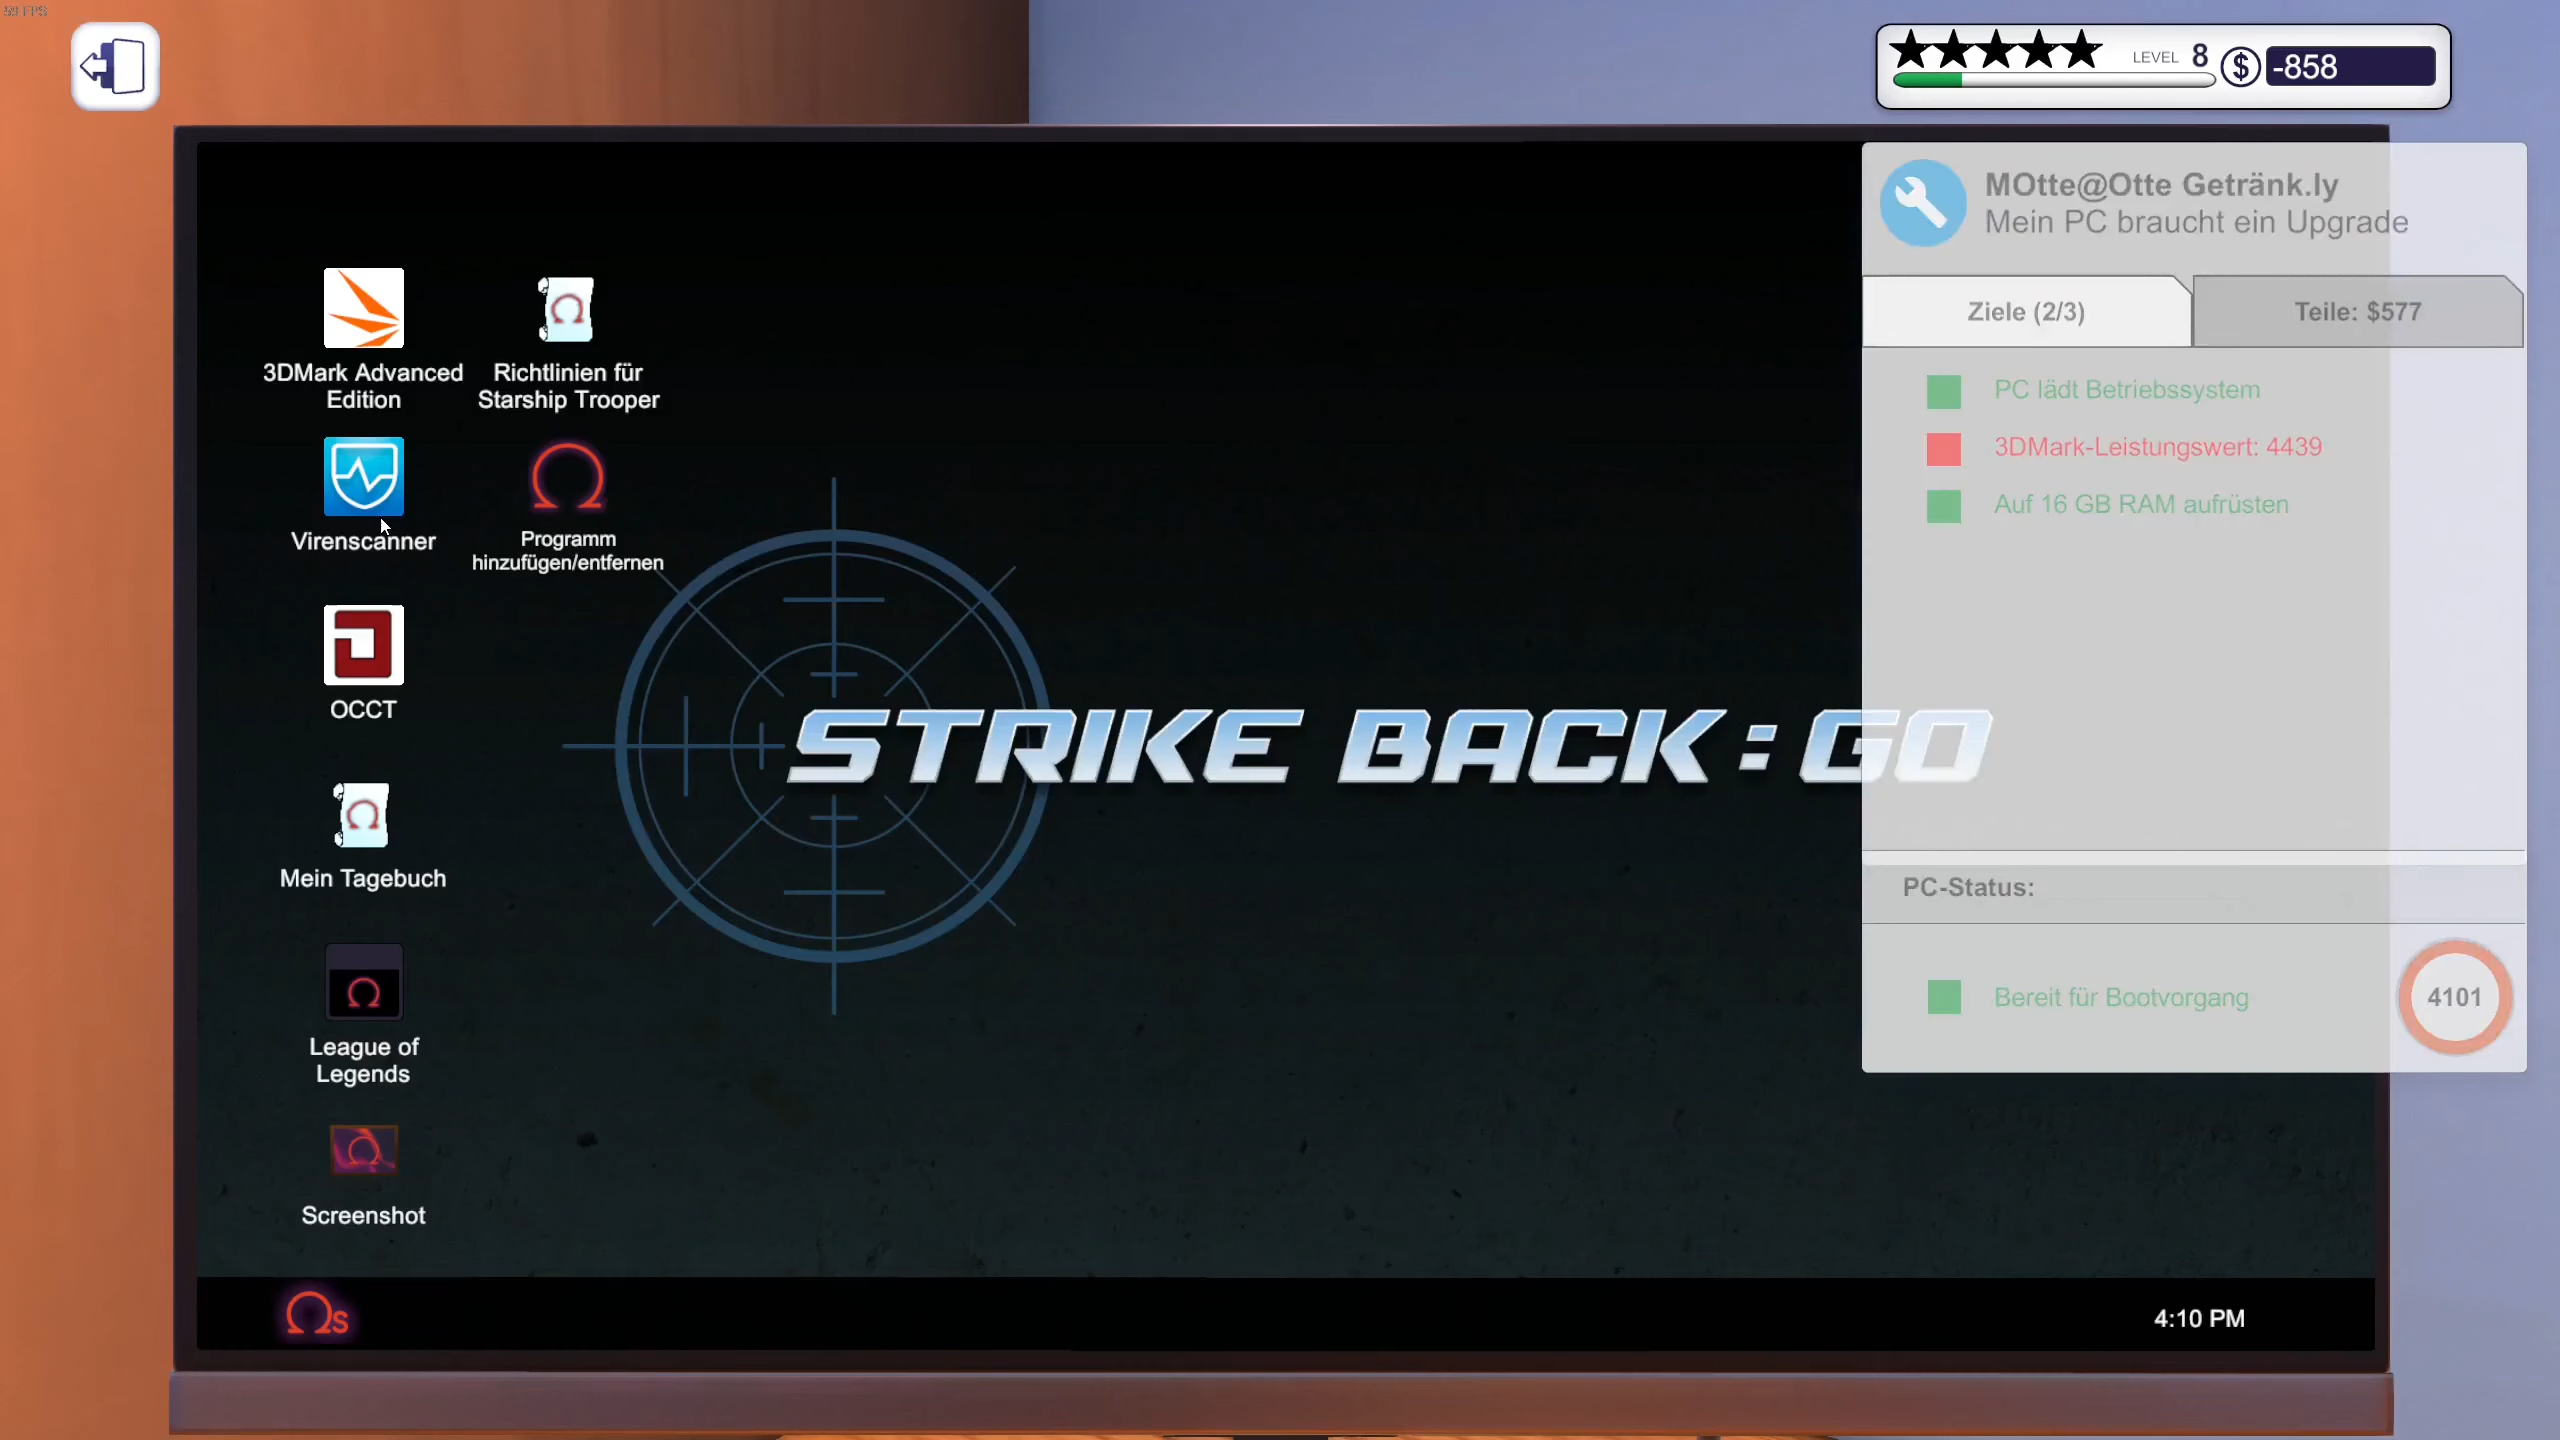 59 FPS
LEVEL 8
$ -858
MOtte@Otte Getränk.ly
Mein PC braucht ein Upgrade
Ziele (2/3)
Teile: $577
PC lädt Betriebssystem
3DMark-Leistungswert: 4439
Auf 16 GB RAM aufrüsten
PC-Status:
Bereit für Bootvorgang
4101
3DMark Advanced
Edition
Richtlinien für
Starship Trooper
Virenscanner
Programm
hinzufügen/entfernen
OCCT
Mein Tagebuch
League of
Legends
Screenshot
STRIKE BACK:GO
Ωs
4:10 PM